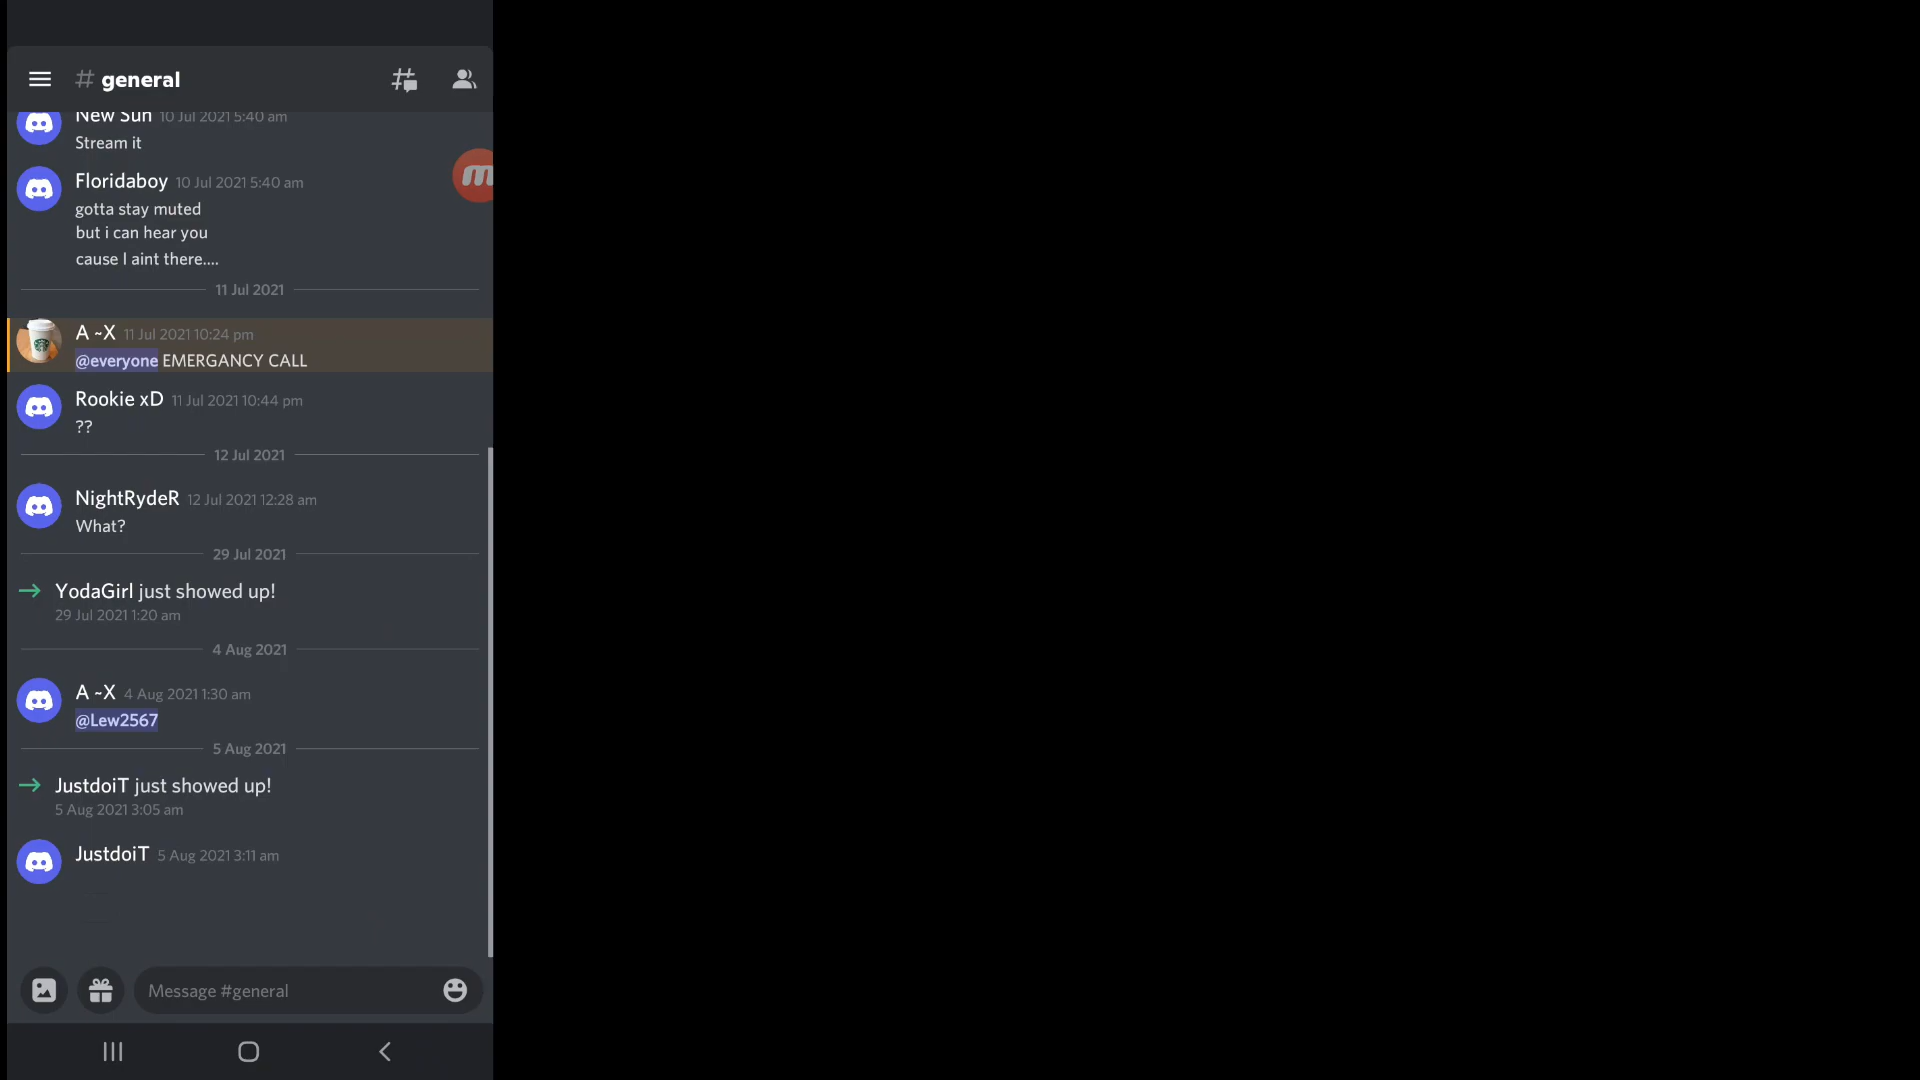 # general
New Sun 10 Jul 2021 5:40 am
Stream it
Floridaboy 10 Jul 2021 5:40 am
gotta stay muted
but i can hear you
cause I aint there....
11 Jul 2021
A ~X 11 Jul 2021 10:24 pm
@everyone EMERGANCY CALL
Rookie xD 11 Jul 2021 10:44 pm
??
12 Jul 2021
NightRydeR 12 Jul 2021 12:28 am
What?
29 Jul 2021
YodaGirl just showed up!
29 Jul 2021 1:20 am
4 Aug 2021
A ~X 4 Aug 2021 1:30 am
@Lew2567
5 Aug 2021
JustdoiT just showed up!
5 Aug 2021 3:05 am
JustdoiT 5 Aug 2021 3:11 am
Message #general